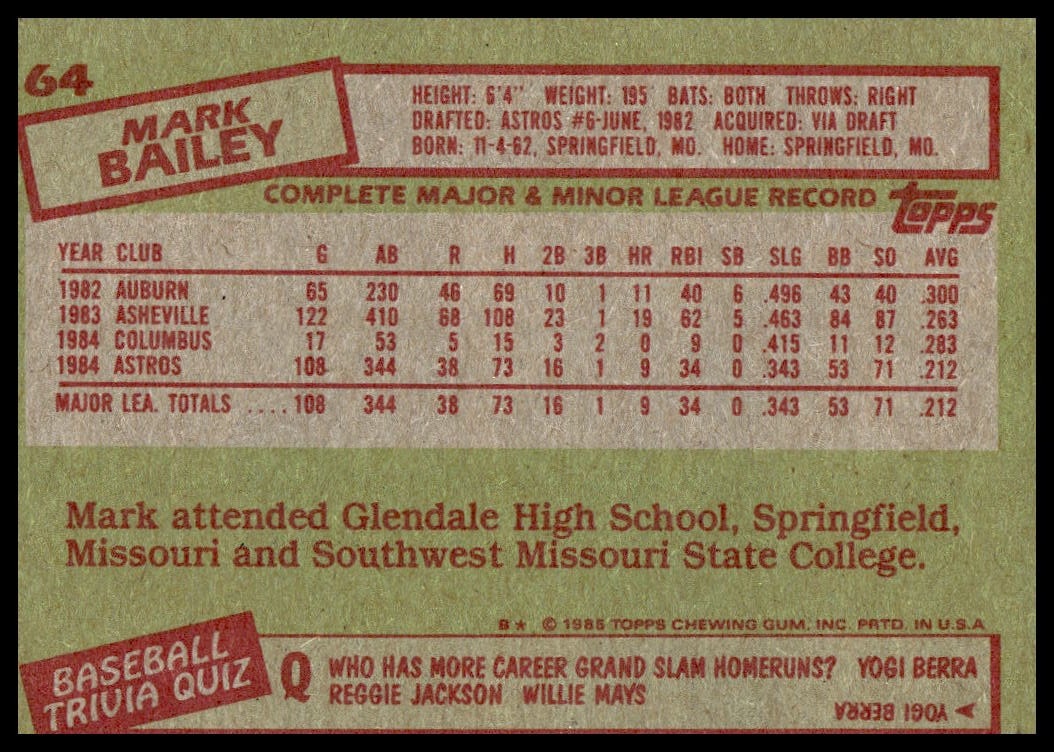 64
MARK
BAILEY
HEIGHT: 6'4" WEIGHT: 195 BATS: BOTH THROWS: RIGHT
DRAFTED: ASTROS #6-JUNE, 1982 ACQUIRED: VIA DRAFT
BORN: 11-4-62, SPRINGFIELD, MO. HOME: SPRINGFIELD, MO.
COMPLETE MAJOR & MINOR LEAGUE RECORD
topps
YEAR CLUB G AB R H 2B 3B HR RBI SB SLG BB SO AVG
1982 AUBURN 65 230 46 69 10 1 11 40 6 .496 43 40 .300
1983 ASHEVILLE 122 410 68 108 23 1 19 62 5 .463 84 87 .263
1984 COLUMBUS 17 53 5 15 3 2 0 9 0 .415 11 12 .283
1984 ASTROS 108 344 38 73 16 1 9 34 0 .343 53 71 .212
MAJOR LEA. TOTALS ....108 344 38 73 16 1 9 34 0 .343 53 71 .212
Mark attended Glendale High School, Springfield,
Missouri and Southwest Missouri State College.
B* © 1985 TOPPS CHEWING GUM, INC. PRTD. IN U.S.A
BASEBALL
TRIVIA QUIZ
Q WHO HAS MORE CAREER GRAND SLAM HOMERUNS? YOGI BERRA
REGGIE JACKSON WILLIE MAYS
YOGI BERRA